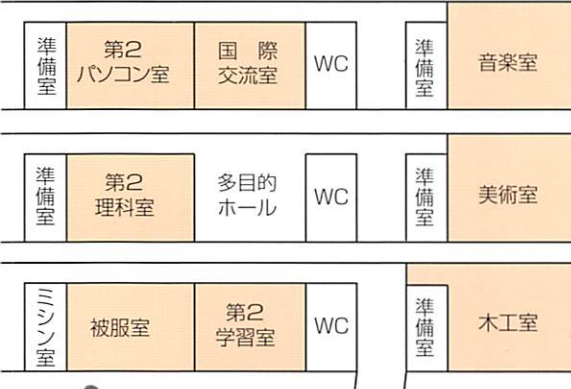 準備室
第2
パソコン室
国 際
交流室
WC
準備室
音楽室
準備室
第2
理科室
多目的
ホール
WC
準備室
美術室
ミシン室
被服室
第2
学習室
WC
準備室
木工室